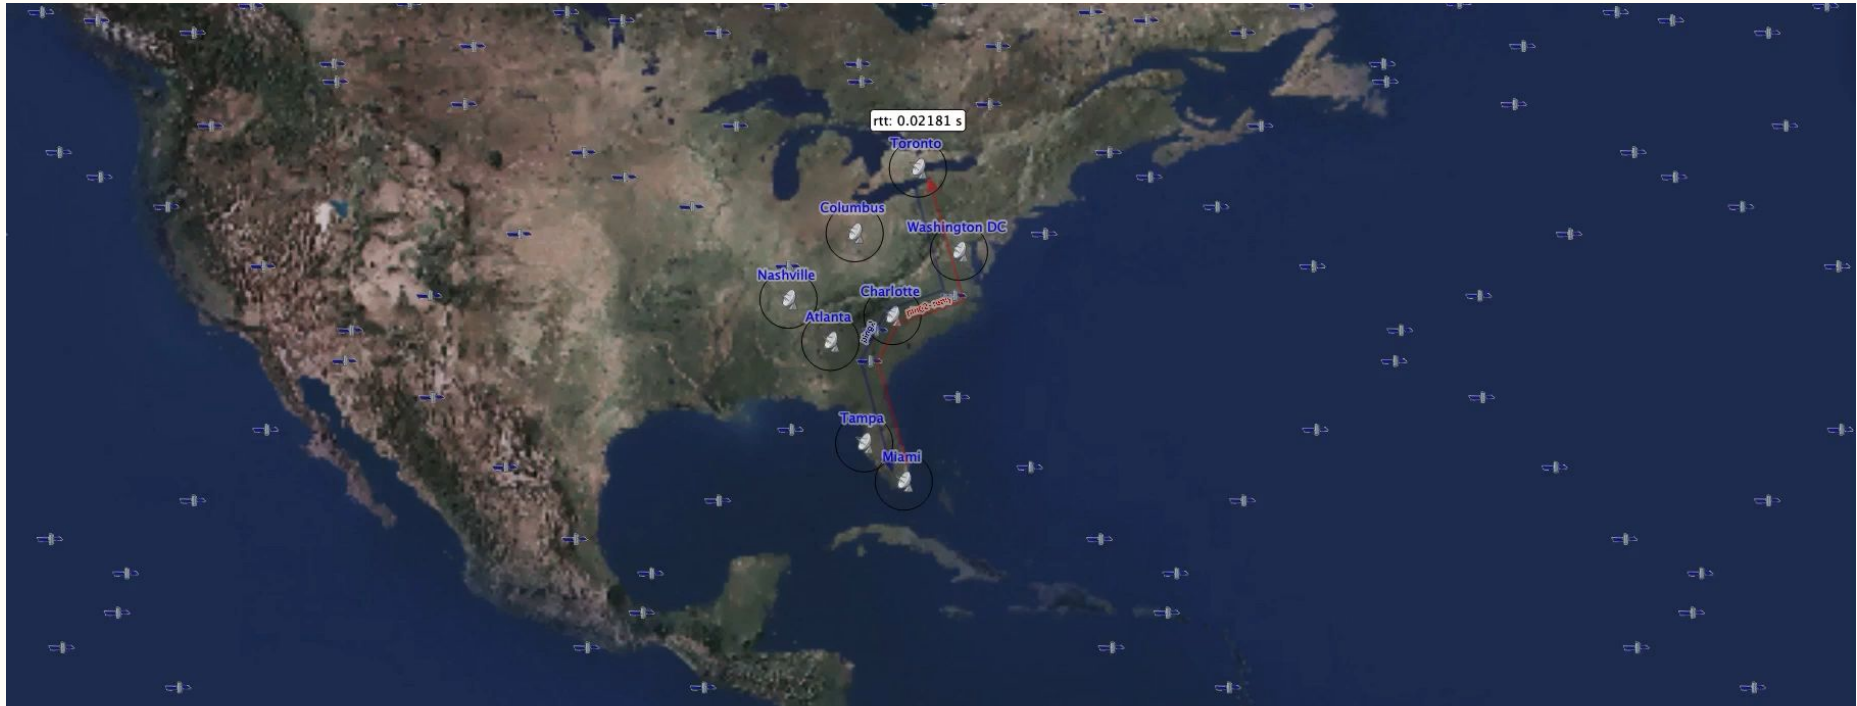 rtt: 0.02181 s
Toronto
Columbus
Washington DC
Nashville
Charlotte
Atlanta
Tampa
Miami